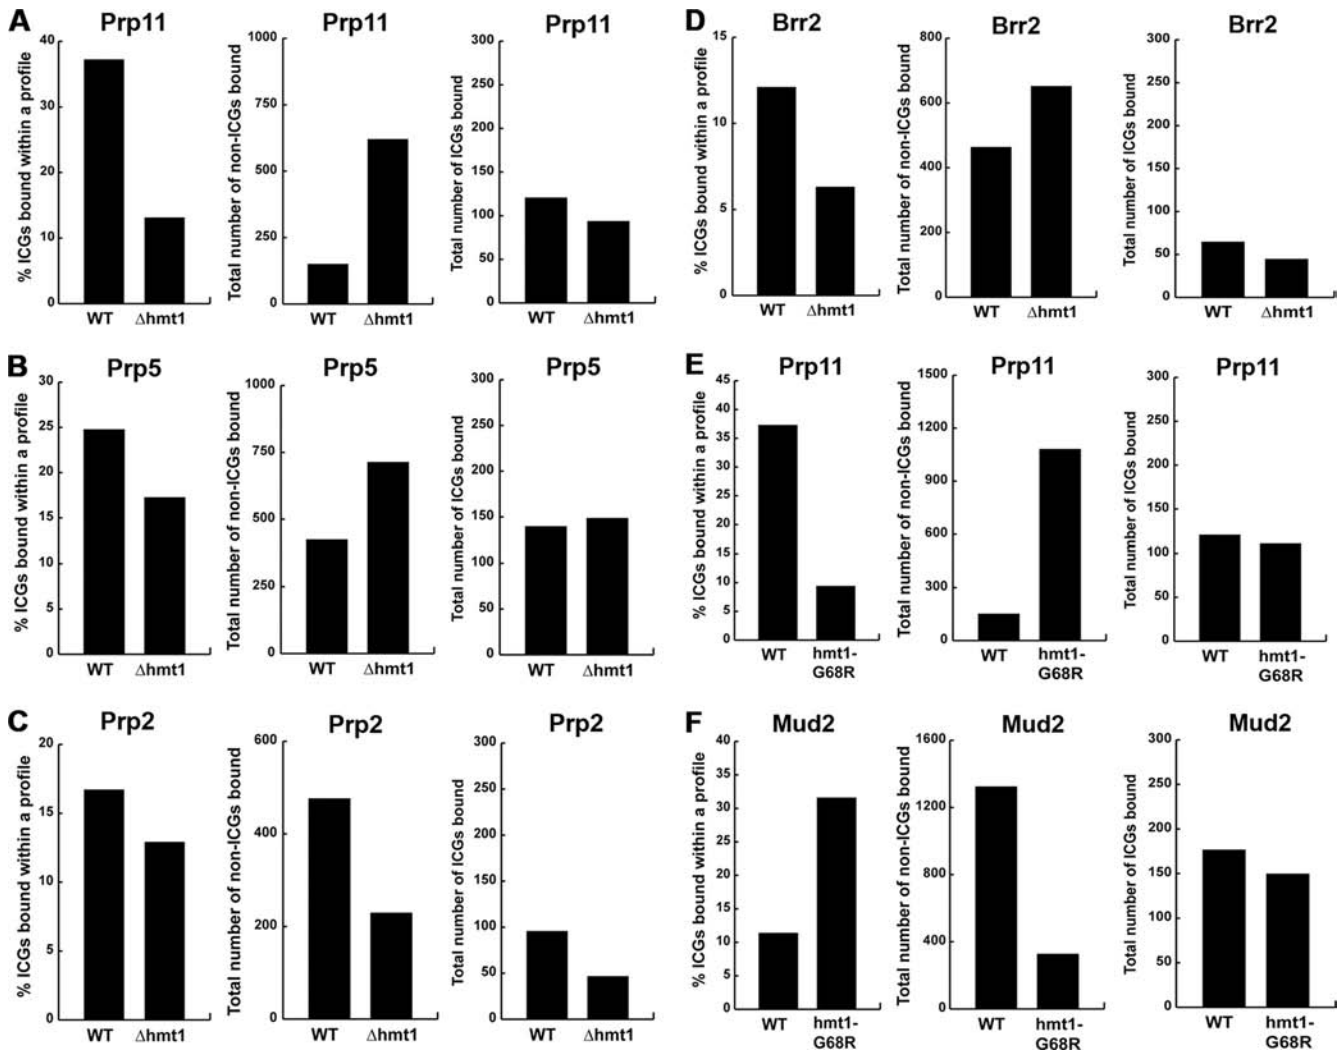 A
Prp11
% ICGs bound within a profile
40
30
20
10
0
WT
Δhmt1
Prp11
Total number of non-ICGs bound
1000
750
500
250
0
WT
Δhmt1
Prp11
Total number of ICGs bound
300
250
200
150
100
50
0
WT
Δhmt1
D
Brr2
% ICGs bound within a profile
15
10
5
0
WT
Δhmt1
Brr2
Total number of non-ICGs bound
800
600
400
200
0
WT
Δhmt1
Brr2
Total number of ICGs bound
300
250
200
150
100
50
0
WT
Δhmt1
B
Prp5
% ICGs bound within a profile
30
25
20
15
10
5
0
WT
Δhmt1
Prp5
Total number of non-ICGs bound
1000
750
500
250
0
WT
Δhmt1
Prp5
Total number of ICGs bound
300
250
200
150
100
50
0
WT
Δhmt1
E
Prp11
% ICGs bound within a profile
45
40
35
30
25
20
15
10
5
0
WT
hmt1-
G68R
Prp11
Total number of non-ICGs bound
1500
1200
900
600
300
0
WT
hmt1-
G68R
Prp11
Total number of ICGs bound
300
250
200
150
100
50
0
WT
hmt1-
G68R
C
Prp2
% ICGs bound within a profile
20
15
10
5
0
WT
Δhmt1
Prp2
Total number of non-ICGs bound
600
400
200
0
WT
Δhmt1
Prp2
Total number of ICGs bound
300
250
200
150
100
50
0
WT
Δhmt1
F
Mud2
% ICGs bound within a profile
40
35
30
25
20
15
10
5
0
WT
hmt1-
G68R
Mud2
Total number of non-ICGs bound
1600
1200
800
400
0
WT
hmt1-
G68R
Mud2
Total number of ICGs bound
300
250
200
150
100
50
0
WT
hmt1-
G68R